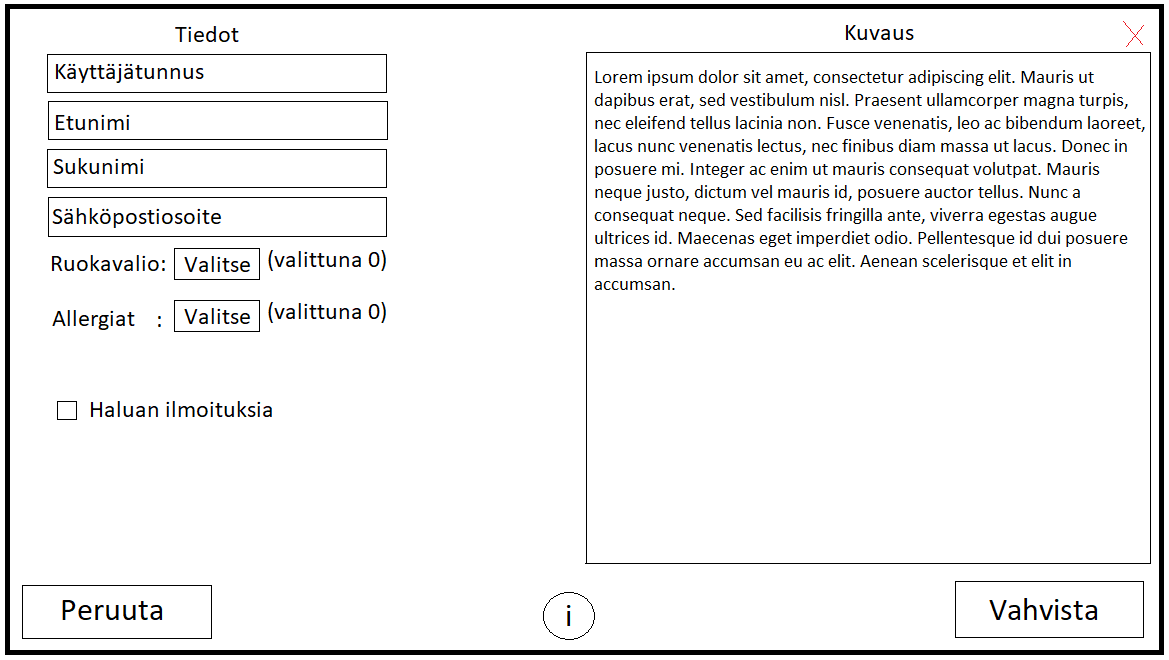 Tiedot
Käyttäjätunnus
Etunimi
Sukunimi
Sähköpostiosoite
Ruokavalio: Valitse (valittuna 0)
Allergiat : Valitse (valittuna 0)
Haluan ilmoituksia
Kuvaus
Lorem ipsum dolor sit amet, consectetur adipiscing elit. Mauris ut
dapibus erat, sed vestibulum nisl. Praesent ullamcorper magna turpis,
nec eleifend tellus lacinia non. Fusce venenatis, leo ac bibendum laoreet,
lacus nunc venenatis lectus, nec finibus diam massa ut lacus. Donec in
posuere mi. Integer ac enim ut mauris consequat volutpat. Mauris
neque justo, dictum vel mauris id, posuere auctor tellus. Nunc a
consequat neque. Sed facilisis fringilla ante, viverra egestas augue
ultrices id. Maecenas eget imperdiet odio. Pellentesque id dui posuere
massa ornare accumsan eu ac elit. Aenean scelerisque et elit in
accumsan.
Peruuta
i
Vahvista